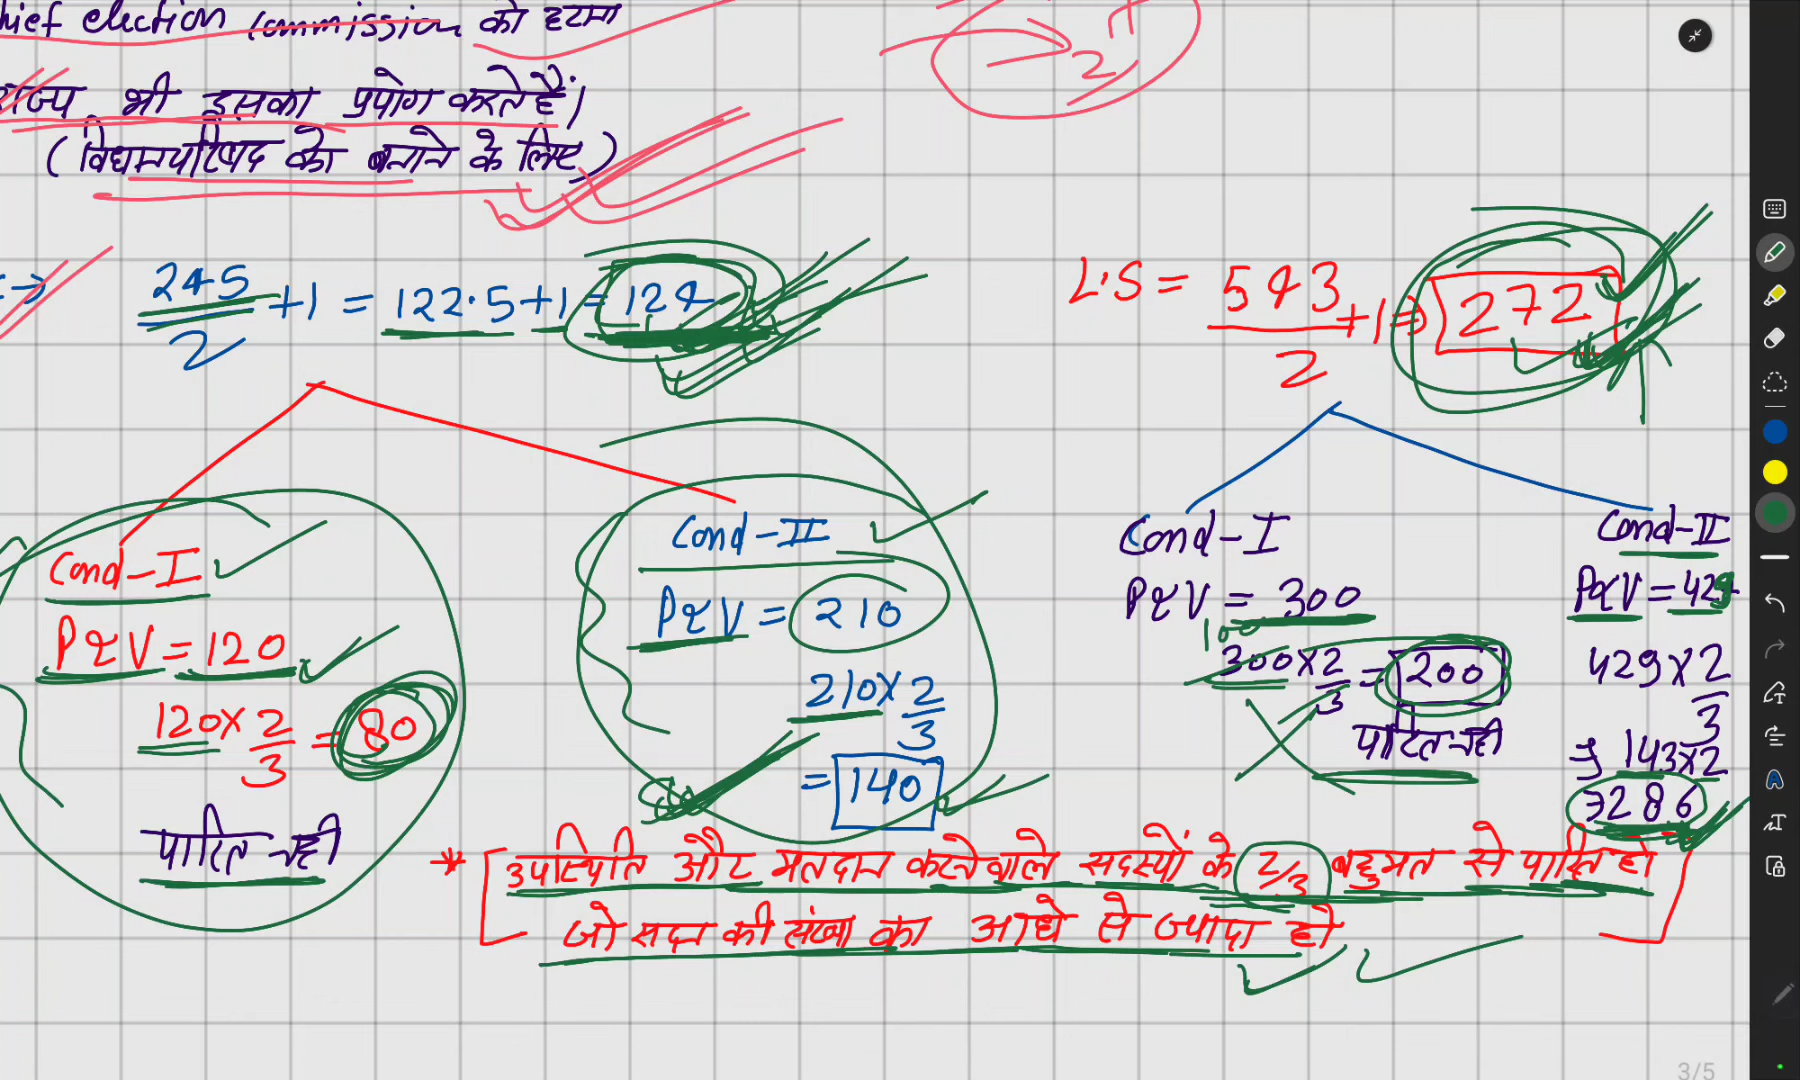 hief election commission को हटाना
राज्य भी इसका प्रयोग करते हैं।
(विधानपरिषद को बनाने के लिए)
245/2 +1 = 122.5+1 = 124
L.S = 543/2 +1 ⇒ 272
Cond-I
P&V = 120
120 × 2/3 = 80
पारित नहीं
Cond-II
P&V = 210
210 × 2/3
= 140
Cond-I
P&V = 300
100
300 × 2/3 = 200
पारित नहीं
Cond-II
P&V = 429
429 × 2/3
⇒ 143×2
⇒ 286
* [उपस्थिति और मतदान करने वाले सदस्यों के 2/3 बहुमत से पारित हो
जो सदन की संख्या का आधे से ज्यादा हो]
3/5